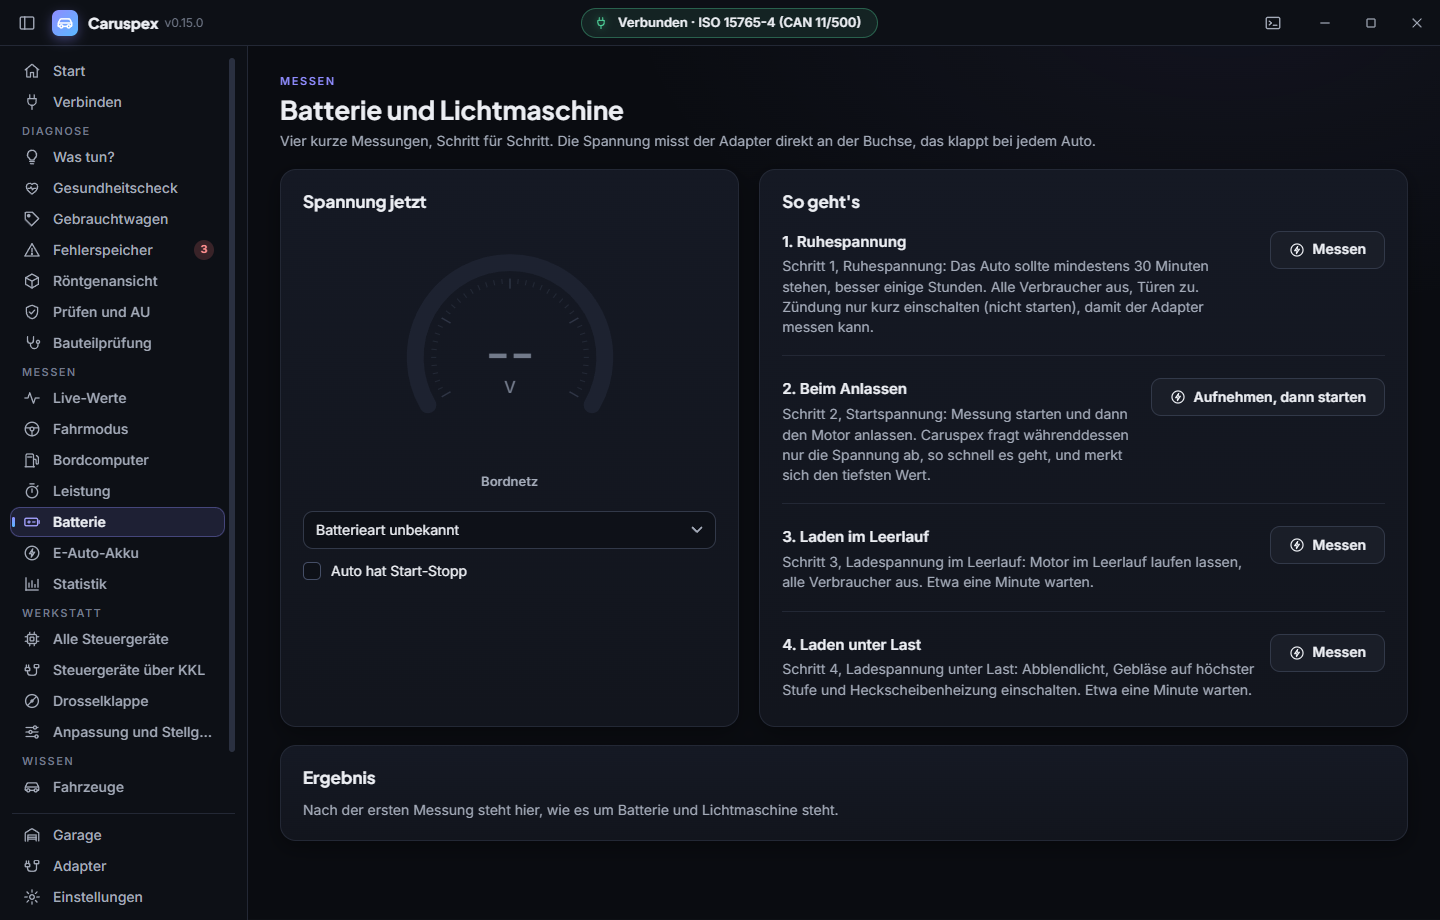 Caruspex v0.15.0
Verbunden · ISO 15765-4 (CAN 11/500)
Start
Verbinden
DIAGNOSE
Was tun?
Gesundheitscheck
Gebrauchtwagen
Fehlerspeicher 3
Röntgenansicht
Prüfen und AU
Bauteilprüfung
MESSEN
Live-Werte
Fahrmodus
Bordcomputer
Leistung
Batterie
E-Auto-Akku
Statistik
WERKSTATT
Alle Steuergeräte
Steuergeräte über KKL
Drosselklappe
Anpassung und Stellg...
WISSEN
Fahrzeuge
Garage
Adapter
Einstellungen
MESSEN
Batterie und Lichtmaschine
Vier kurze Messungen, Schritt für Schritt. Die Spannung misst der Adapter direkt an der Buchse, das klappt bei jedem Auto.
Spannung jetzt
-- 
V
Bordnetz
Batterieart unbekannt
Auto hat Start-Stopp
So geht's
1. Ruhespannung
Schritt 1, Ruhespannung: Das Auto sollte mindestens 30 Minuten
stehen, besser einige Stunden. Alle Verbraucher aus, Türen zu.
Zündung nur kurz einschalten (nicht starten), damit der Adapter
messen kann.
Messen
2. Beim Anlassen
Schritt 2, Startspannung: Messung starten und dann
den Motor anlassen. Caruspex fragt währenddessen
nur die Spannung ab, so schnell es geht, und merkt
sich den tiefsten Wert.
Aufnehmen, dann starten
3. Laden im Leerlauf
Schritt 3, Ladespannung im Leerlauf: Motor im Leerlauf laufen lassen,
alle Verbraucher aus. Etwa eine Minute warten.
Messen
4. Laden unter Last
Schritt 4, Ladespannung unter Last: Abblendlicht, Gebläse auf höchster
Stufe und Heckscheibenheizung einschalten. Etwa eine Minute warten.
Messen
Ergebnis
Nach der ersten Messung steht hier, wie es um Batterie und Lichtmaschine steht.